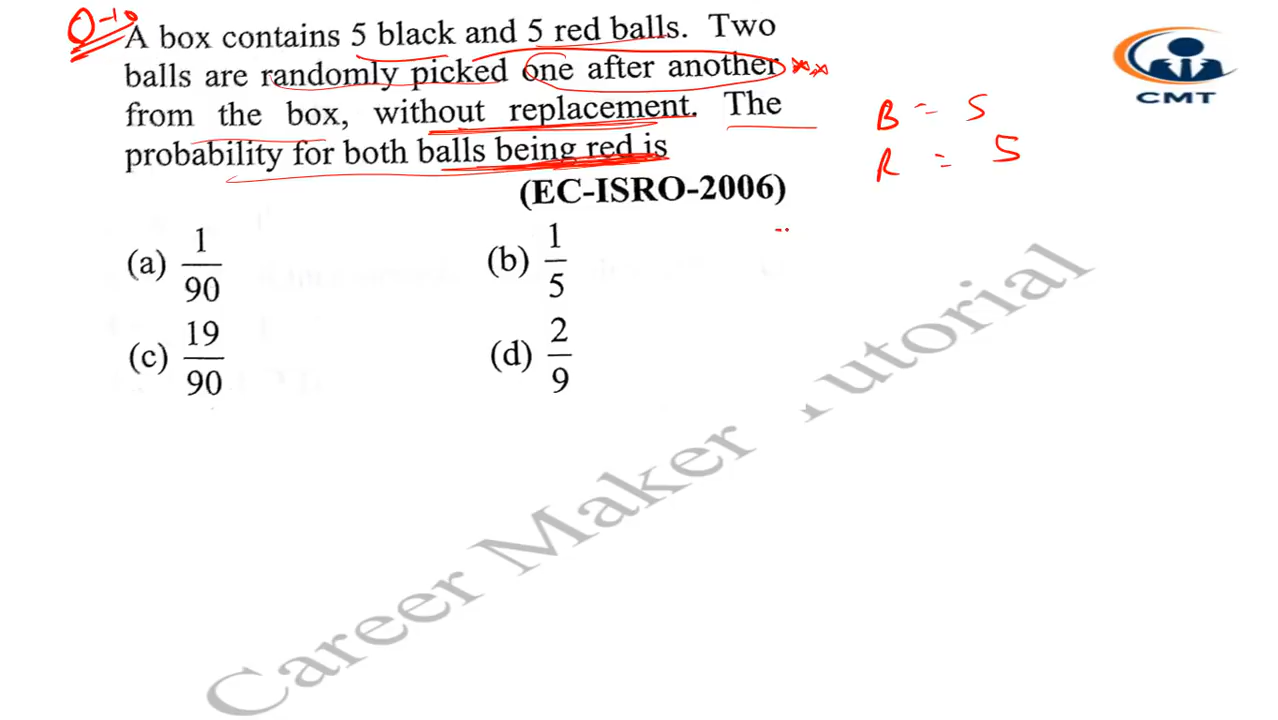 Q-10
A box contains 5 black and 5 red balls. Two
balls are randomly picked one after another
from the box, without replacement. The
probability for both balls being red is
(EC-ISRO-2006)
(a) 1/90
(b) 1/5
(c) 19/90
(d) 2/9
B = 5
R = 5
CMT
Career Maker Tutorial